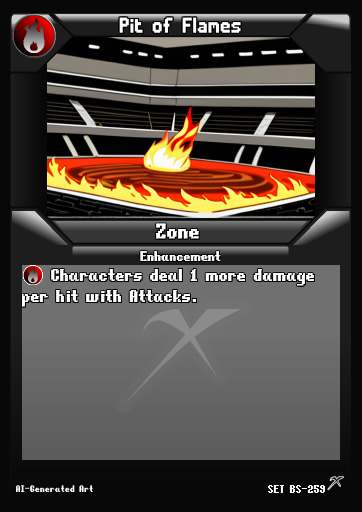 Pit of Flames
Zone
Enhancement
Characters deal 1 more damage
per hit with Attacks.
AI-Generated Art
SET BS-259